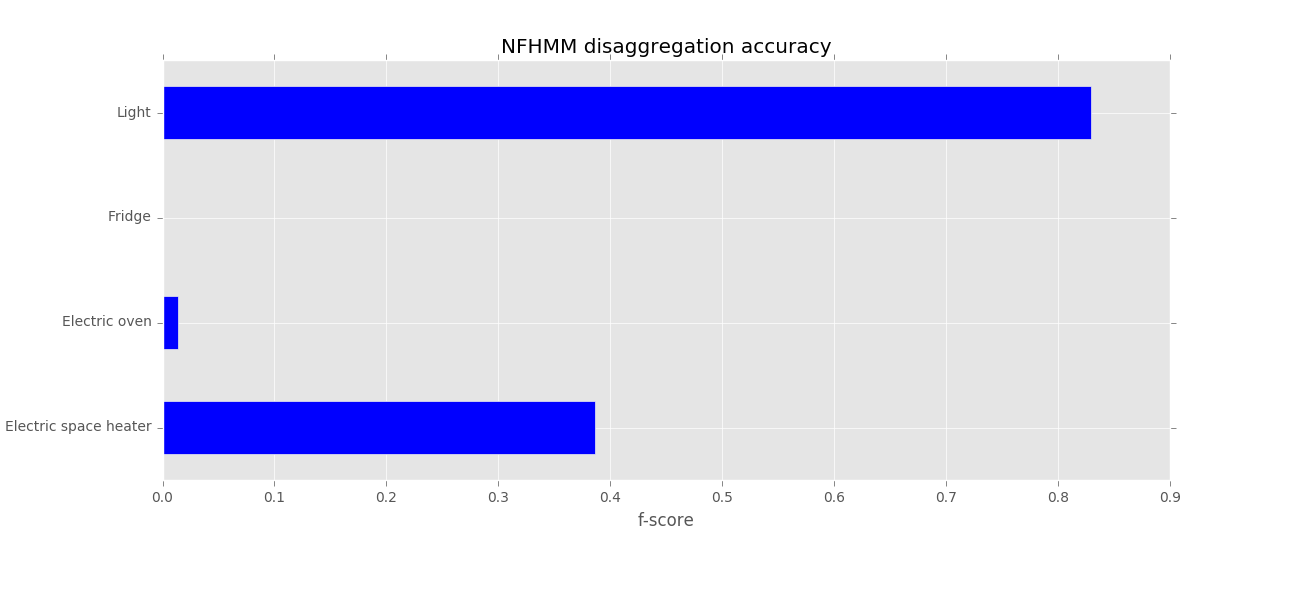 NFHMM disaggregation accuracy
Light
Fridge
Electric oven
Electric space heater
0.0 0.1 0.2 0.3 0.4 0.5 0.6 0.7 0.8 0.9
f-score